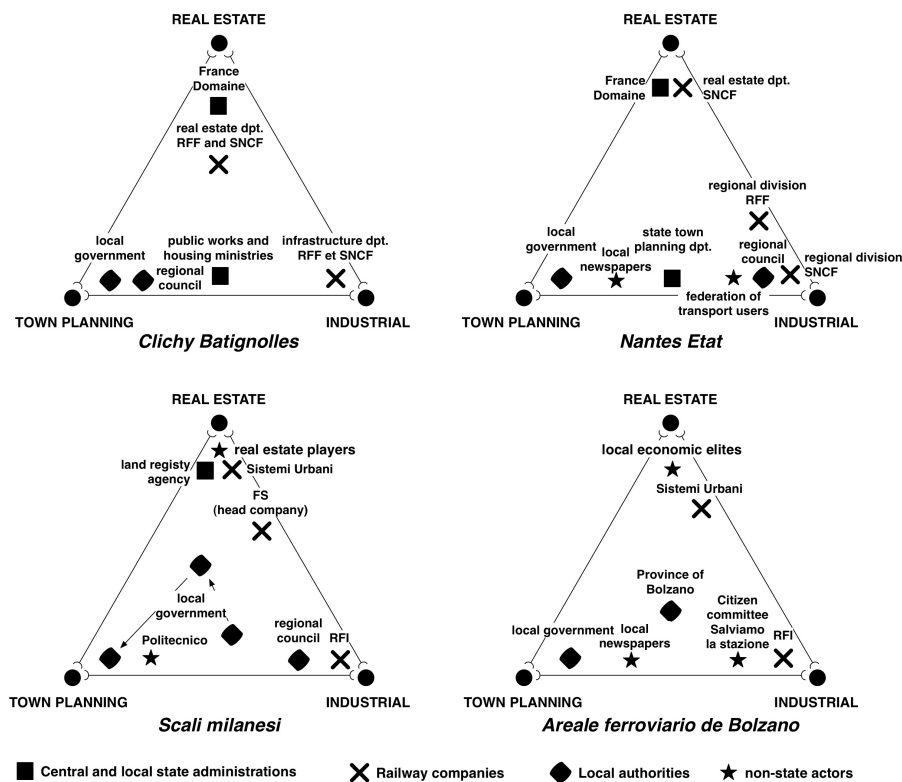 REAL ESTATE
France
Domaine
real estate dpt.
RFF and SNCF
local
government
regional
council
public works and
housing ministries
infrastructure dpt.
RFF et SNCF
TOWN PLANNING
INDUSTRIAL
Clichy Batignolles
REAL ESTATE
France
Domaine
real estate dpt.
SNCF
regional division
RFF
local
government
local
newspapers
state town
planning dpt.
regional
council
regional division
SNCF
federation of
transport users
TOWN PLANNING
INDUSTRIAL
Nantes Etat
REAL ESTATE
real estate players
land registy
agency
Sistemi Urbani
FS
(head company)
local
government
Politecnico
regional
council
RFI
TOWN PLANNING
INDUSTRIAL
Scali milanesi
REAL ESTATE
local economic elites
Sistemi Urbani
Province of
Bolzano
local government
local
newspapers
Citizen
committee
Salviamo
la stazione
RFI
TOWN PLANNING
INDUSTRIAL
Areale ferroviario de Bolzano
Central and local state administrations
Railway companies
Local authorities
non-state actors